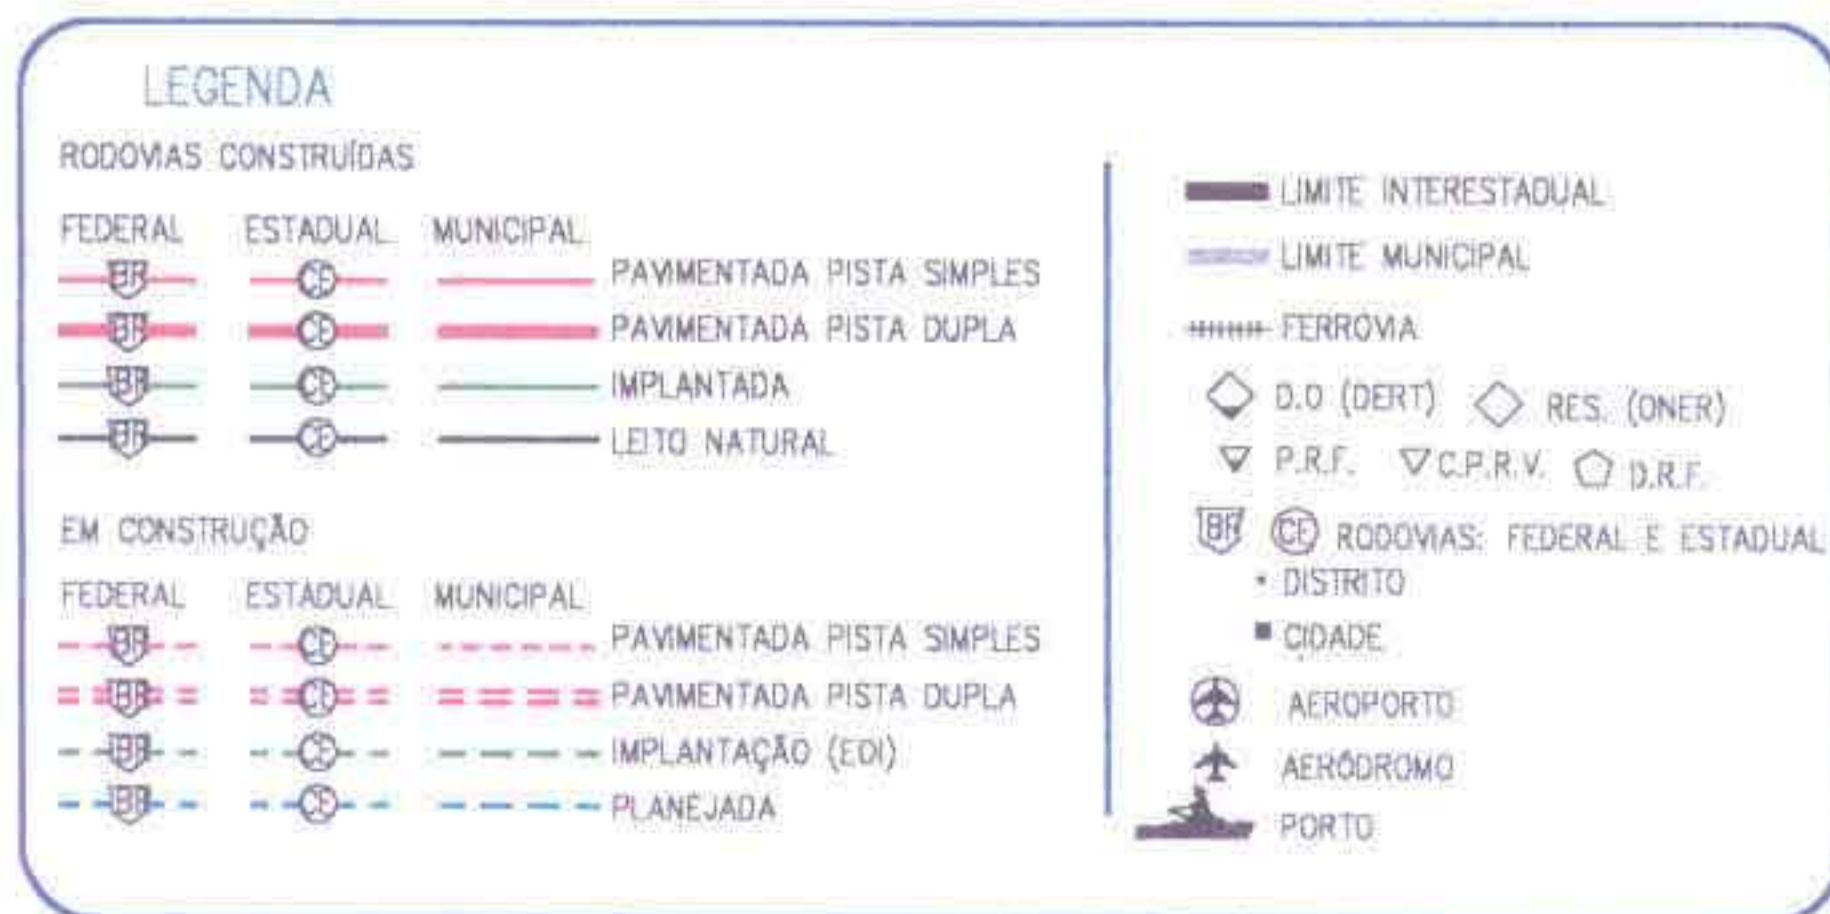 LEGENDA
RODOVIAS CONSTRUÍDAS
FEDERAL ESTADUAL MUNICIPAL
BR CE PAVIMENTADA PISTA SIMPLES
BR CE PAVIMENTADA PISTA DUPLA
BR CE IMPLANTADA
BR CE LEITO NATURAL
EM CONSTRUÇÃO
FEDERAL ESTADUAL MUNICIPAL
BR CE PAVIMENTADA PISTA SIMPLES
BR CE PAVIMENTADA PISTA DUPLA
BR CE IMPLANTAÇÃO (EOI)
BR CE PLANEJADA
LIMITE INTERESTADUAL
LIMITE MUNICIPAL
FERROVIA
D.O (DERT) RES. (DNER)
P.R.F. C.P.R.V. D.R.F.
BR CE RODOVIAS: FEDERAL E ESTADUAL
DISTRITO
CIDADE
AEROPORTO
AERÓDROMO
PORTO